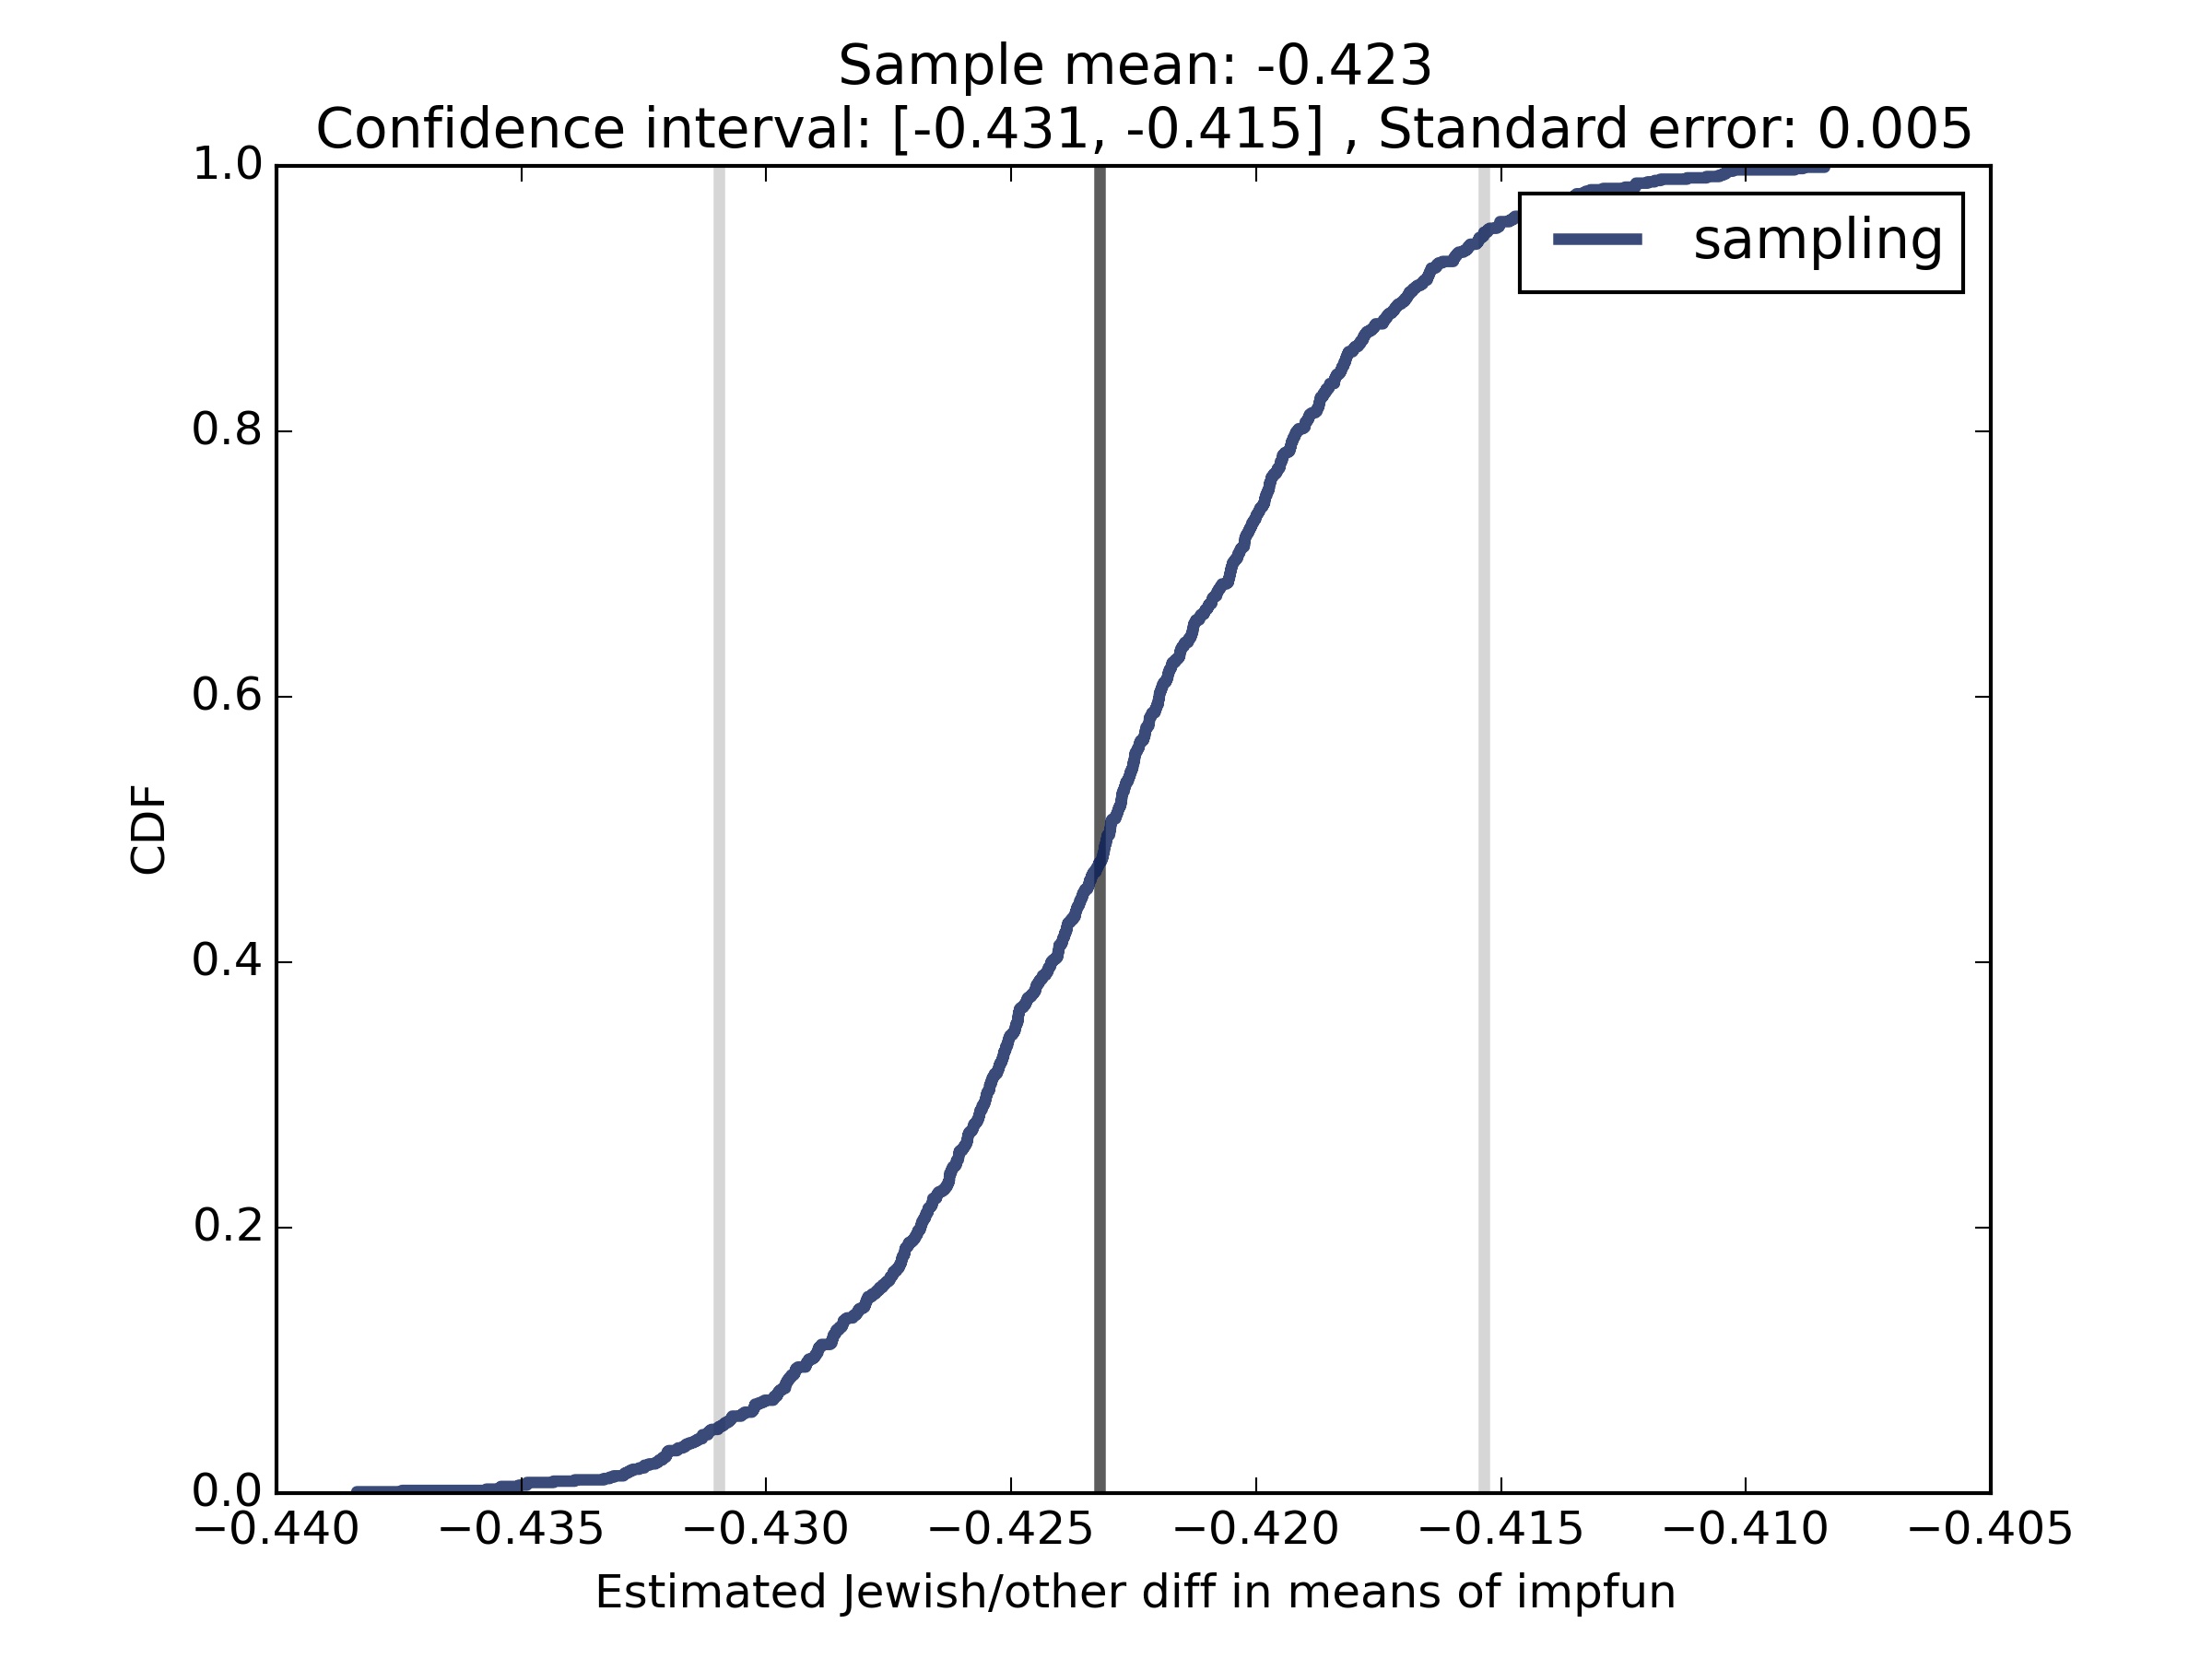 Sample mean: -0.423
Confidence interval: [-0.431, -0.415] , Standard error: 0.005
sampling
1.0
0.8
0.6
0.4
0.2
0.0
CDF
−0.440 −0.435 −0.430 −0.425 −0.420 −0.415 −0.410 −0.405
Estimated Jewish/other diff in means of impfun